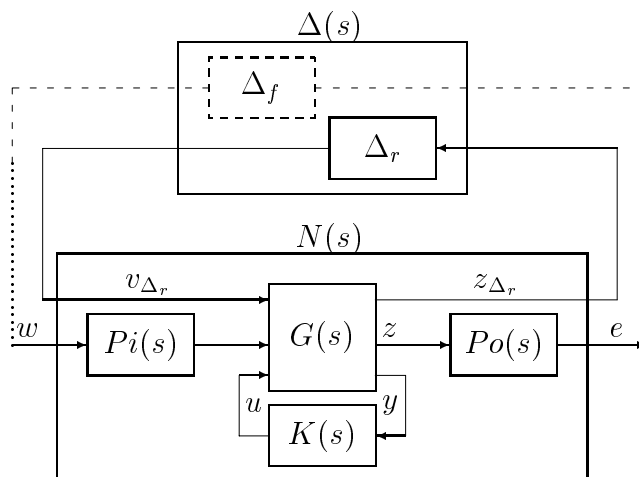 Δ(s)
Δ_f
Δ_r
N(s)
v_{Δ_r}
z_{Δ_r}
w
Pi(s)
G(s)
z
Po(s)
e
u
y
K(s)